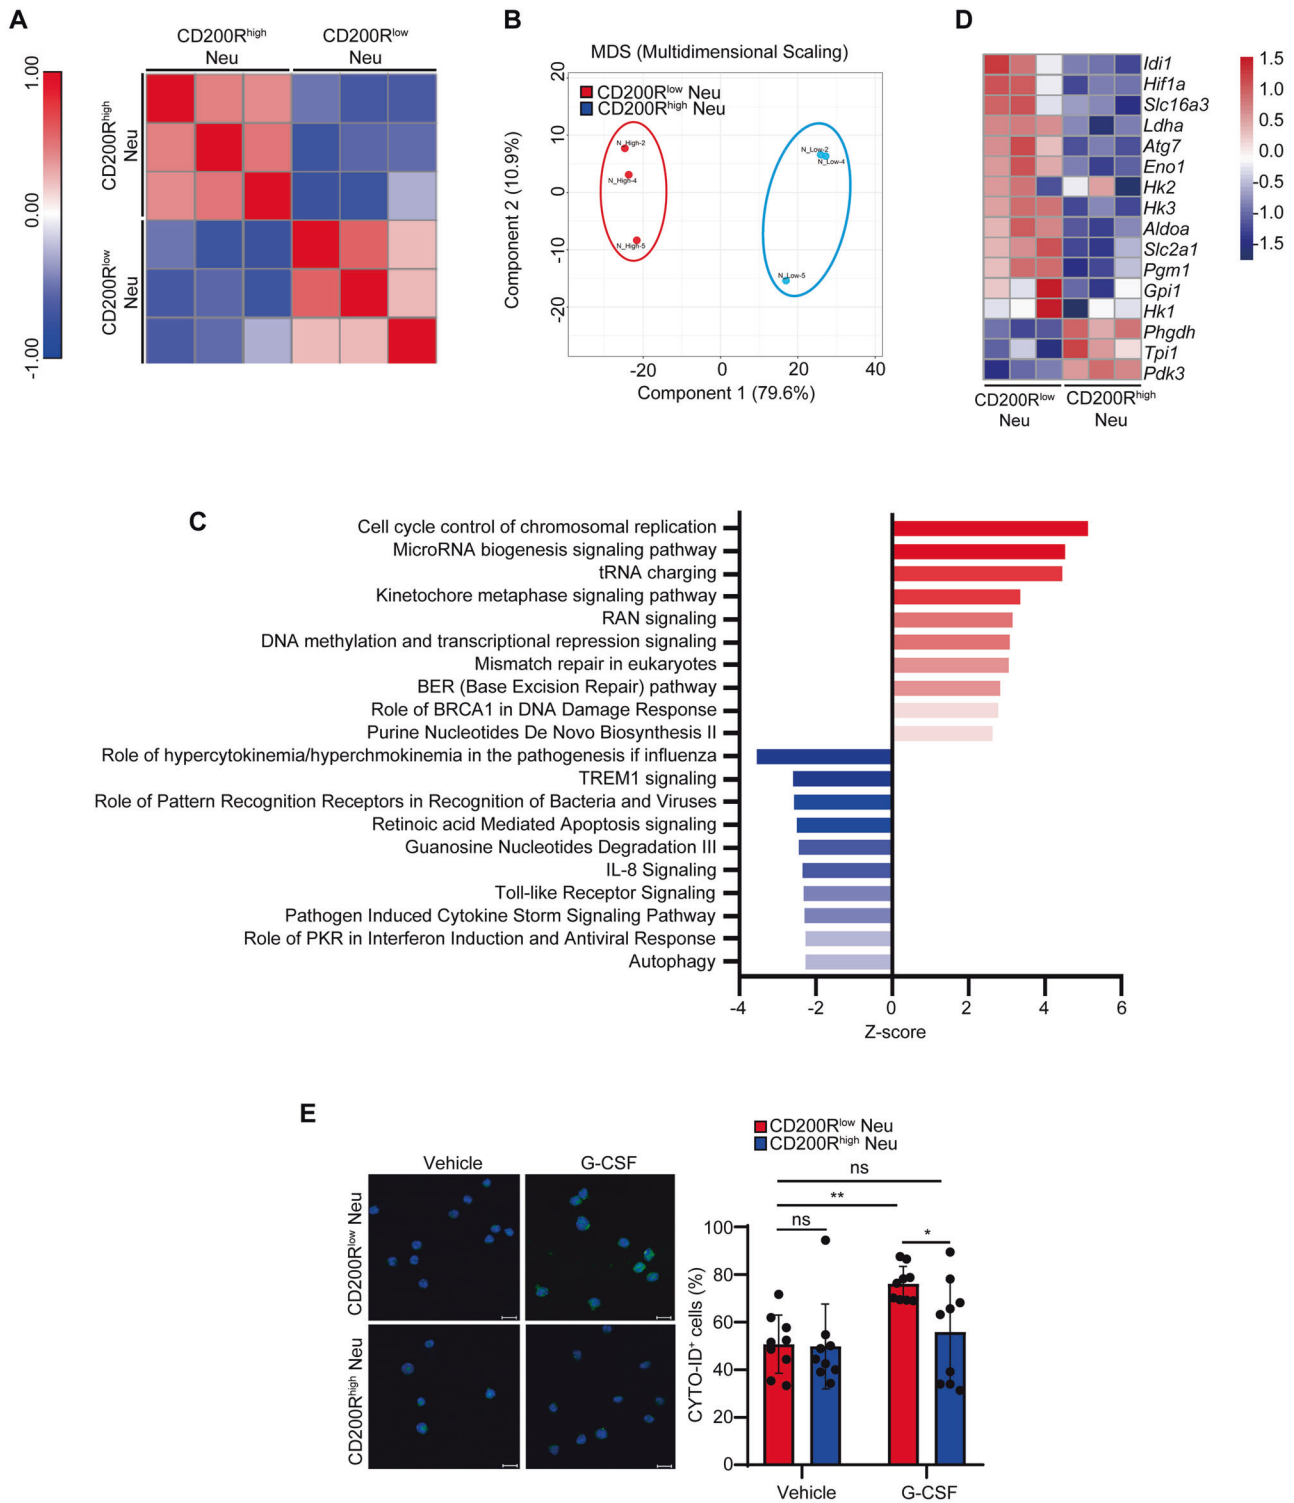 A
CD200Rhigh
Neu
CD200Rlow
Neu
1.00
0.00
-1.00
CD200Rhigh
Neu
CD200Rlow
Neu
B
MDS (Multidimensional Scaling)
CD200Rlow Neu
CD200Rhigh Neu
N_High-2
N_High-4
N_High-5
N_Low-2
N_Low-4
N_Low-5
20
10
0
-10
-20
Component 2 (10.9%)
-20
0
20
40
Component 1 (79.6%)
D
Idi1
Hif1a
Slc16a3
Ldha
Atg7
Eno1
Hk2
Hk3
Aldoa
Slc2a1
Pgm1
Gpi1
Hk1
Phgdh
Tpi1
Pdk3
1.5
1.0
0.5
0.0
-0.5
-1.0
-1.5
CD200Rlow
Neu
CD200Rhigh
Neu
C
Cell cycle control of chromosomal replication
MicroRNA biogenesis signaling pathway
tRNA charging
Kinetochore metaphase signaling pathway
RAN signaling
DNA methylation and transcriptional repression signaling
Mismatch repair in eukaryotes
BER (Base Excision Repair) pathway
Role of BRCA1 in DNA Damage Response
Purine Nucleotides De Novo Biosynthesis II
Role of hypercytokinemia/hyperchmokinemia in the pathogenesis if influenza
TREM1 signaling
Role of Pattern Recognition Receptors in Recognition of Bacteria and Viruses
Retinoic acid Mediated Apoptosis signaling
Guanosine Nucleotides Degradation III
IL-8 Signaling
Toll-like Receptor Signaling
Pathogen Induced Cytokine Storm Signaling Pathway
Role of PKR in Interferon Induction and Antiviral Response
Autophagy
-4
-2
0
2
4
6
Z-score
E
Vehicle
G-CSF
CD200Rlow Neu
CD200Rhigh Neu
CD200Rlow Neu
CD200Rhigh Neu
ns
**
ns
*
100
80
60
40
20
0
CYTO-ID+ cells (%)
Vehicle
G-CSF